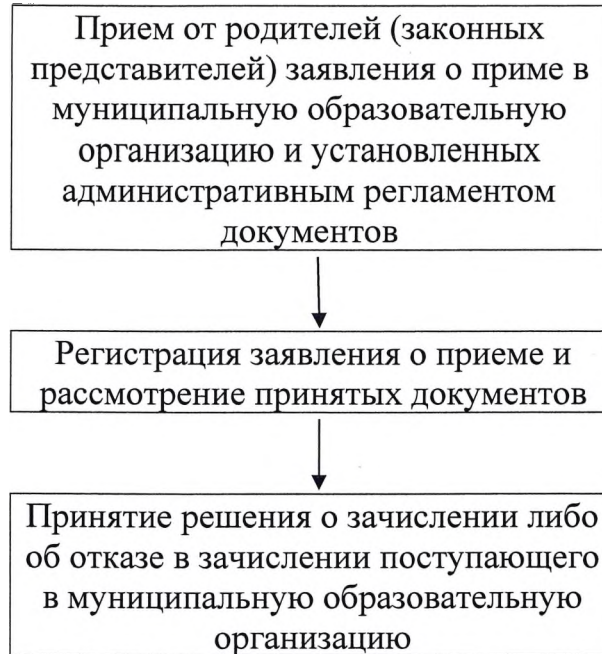 Прием от родителей (законных
представителей) заявления о приме в
муниципальную образовательную
организацию и установленных
административным регламентом
документов
Регистрация заявления о приеме и
рассмотрение принятых документов
Принятие решения о зачислении либо
об отказе в зачислении поступающего
в муниципальную образовательную
организацию